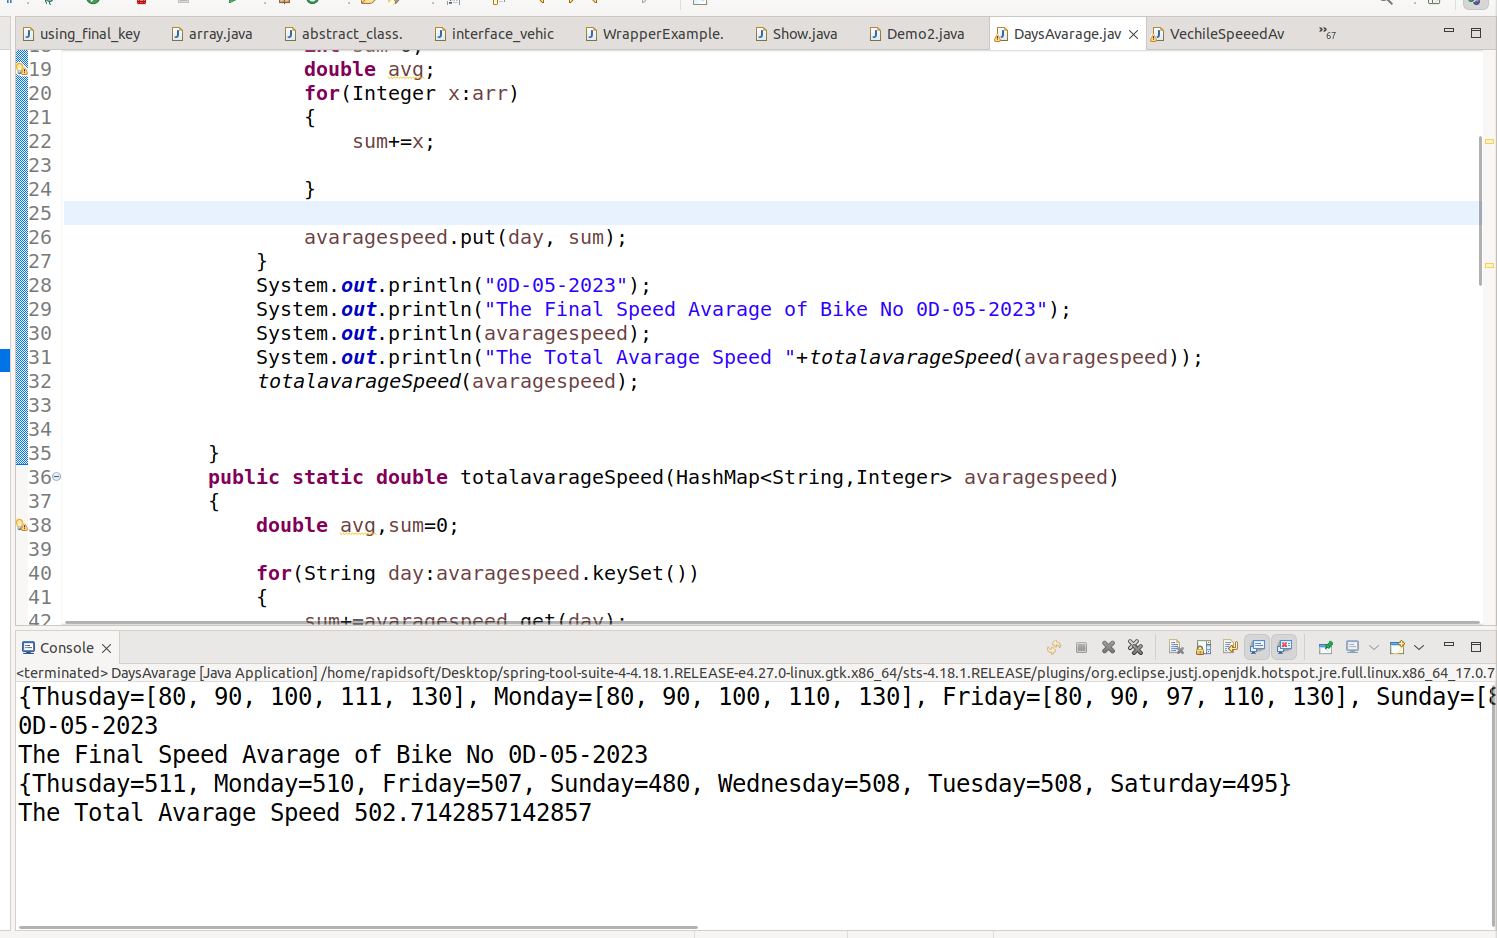 using_final_key array.java abstract_class. interface_vehic WrapperExample. Show.java Demo2.java DaysAvarage.jav VechileSpeeedAv »67
18 int sum=0;
19 double avg;
20 for(Integer x:arr)
21 {
22 sum+=x;
23
24 }
25
26 avaragespeed.put(day, sum);
27 }
28 System.out.println("0D-05-2023");
29 System.out.println("The Final Speed Avarage of Bike No 0D-05-2023");
30 System.out.println(avaragespeed);
31 System.out.println("The Total Avarage Speed "+totalavarageSpeed(avaragespeed));
32 totalavarageSpeed(avaragespeed);
33
34
35 }
36 public static double totalavarageSpeed(HashMap<String,Integer> avaragespeed)
37 {
38 double avg,sum=0;
39
40 for(String day:avaragespeed.keySet())
41 {
42 sum+=avaragespeed.get(day);
Console
<terminated> DaysAvarage [Java Application] /home/rapidsoft/Desktop/spring-tool-suite-4-4.18.1.RELEASE-e4.27.0-linux.gtk.x86_64/sts-4.18.1.RELEASE/plugins/org.eclipse.justj.openjdk.hotspot.jre.full.linux.x86_64_17.0.7
{Thusday=[80, 90, 100, 111, 130], Monday=[80, 90, 100, 110, 130], Friday=[80, 90, 97, 110, 130], Sunday=[8
0D-05-2023
The Final Speed Avarage of Bike No 0D-05-2023
{Thusday=511, Monday=510, Friday=507, Sunday=480, Wednesday=508, Tuesday=508, Saturday=495}
The Total Avarage Speed 502.7142857142857